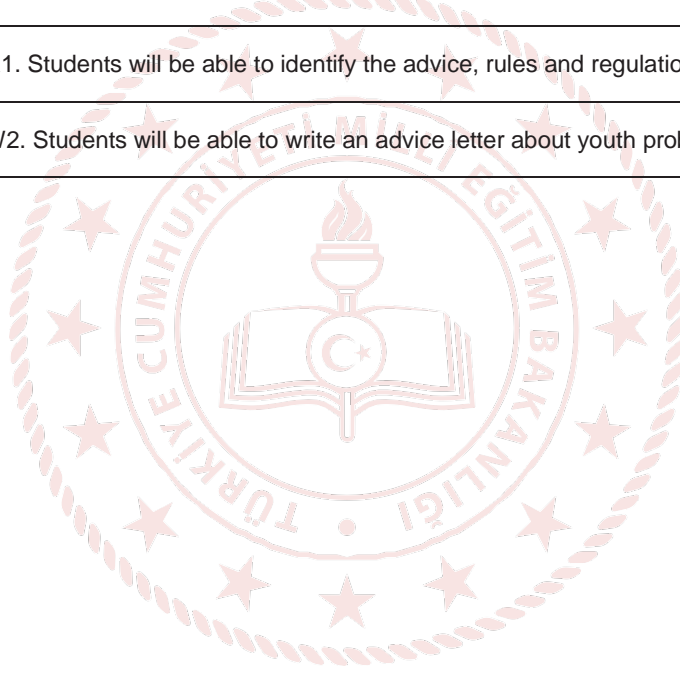 1. Students will be able to identify the advice, rules and regulatio
/2. Students will be able to write an advice letter about youth prol
TÜRKİYE CUMHURİYETİ MİLLİ EĞİTİM BAKANLIĞI